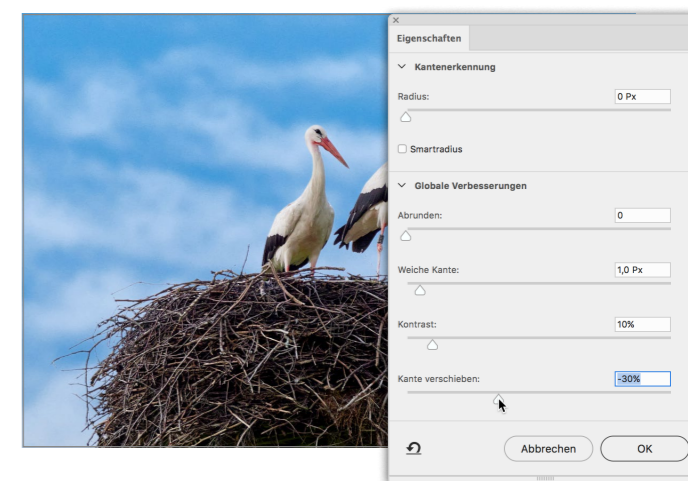 Eigenschaften
Kantenerkennung
Radius: 0 Px
Smartradius
Globale Verbesserungen
Abrunden: 0
Weiche Kante: 1,0 Px
Kontrast: 10%
Kante verschieben: -30%
Abbrechen OK